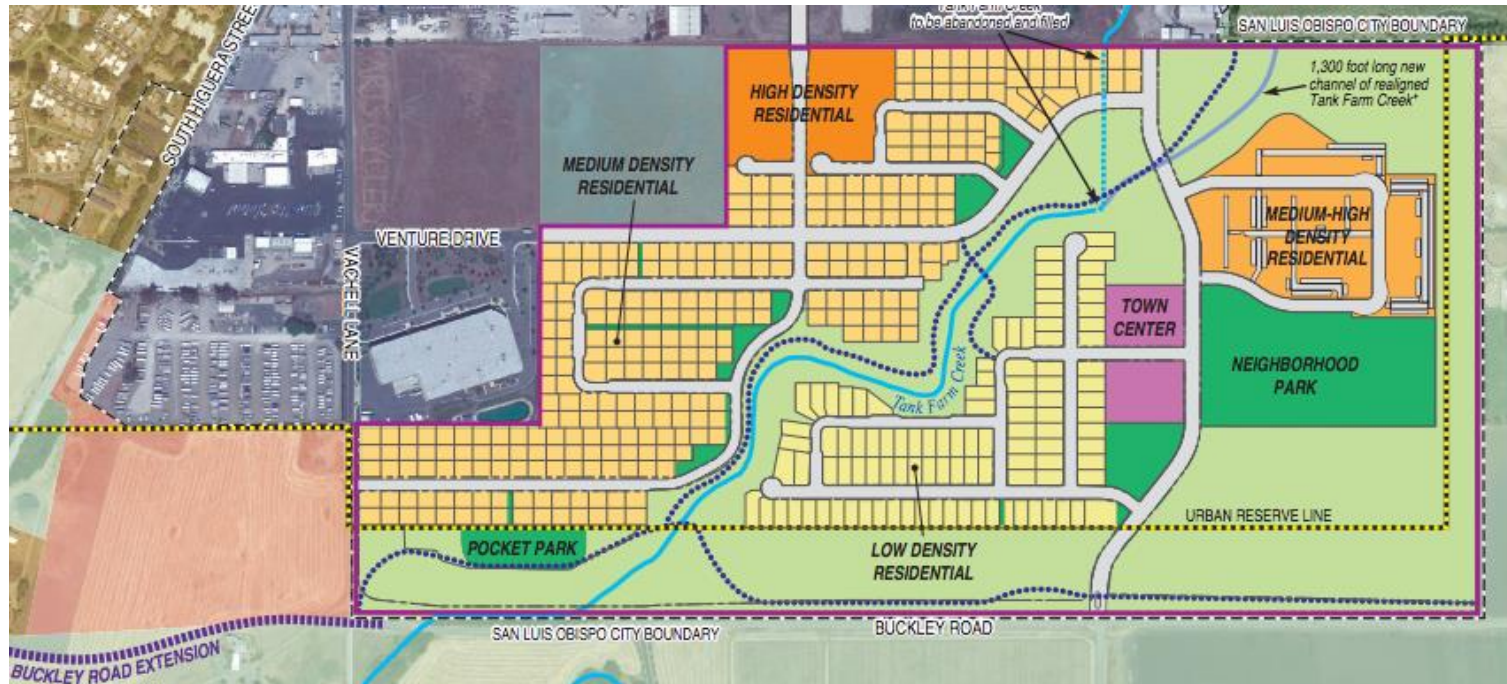 Tank Farm Creek
to be abandoned and filled
SAN LUIS OBISPO CITY BOUNDARY
1,300 foot long new
channel of realigned
Tank Farm Creek*
SOUTH HIGUERA STREET
HIGH DENSITY
RESIDENTIAL
MEDIUM DENSITY
RESIDENTIAL
MEDIUM-HIGH
DENSITY
RESIDENTIAL
VENTURE DRIVE
VACHELL LANE
TOWN
CENTER
NEIGHBORHOOD
PARK
Tank Farm Creek
URBAN RESERVE LINE
POCKET PARK
LOW DENSITY
RESIDENTIAL
SAN LUIS OBISPO CITY BOUNDARY
BUCKLEY ROAD
BUCKLEY ROAD EXTENSION